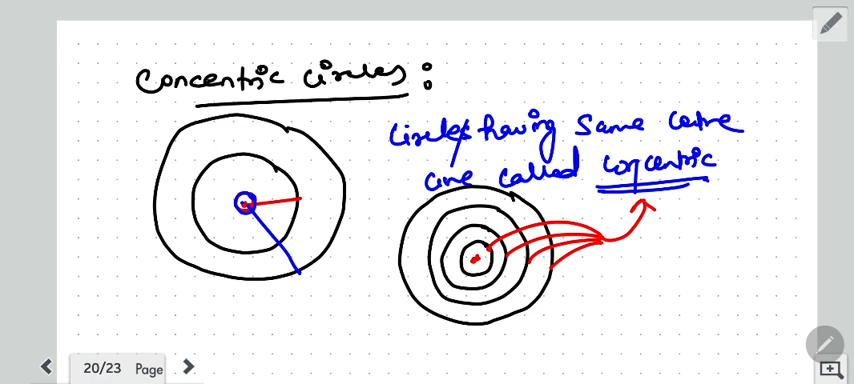 Concentric Circles :
Circles having Same centre
are called concentric
20/23 Page